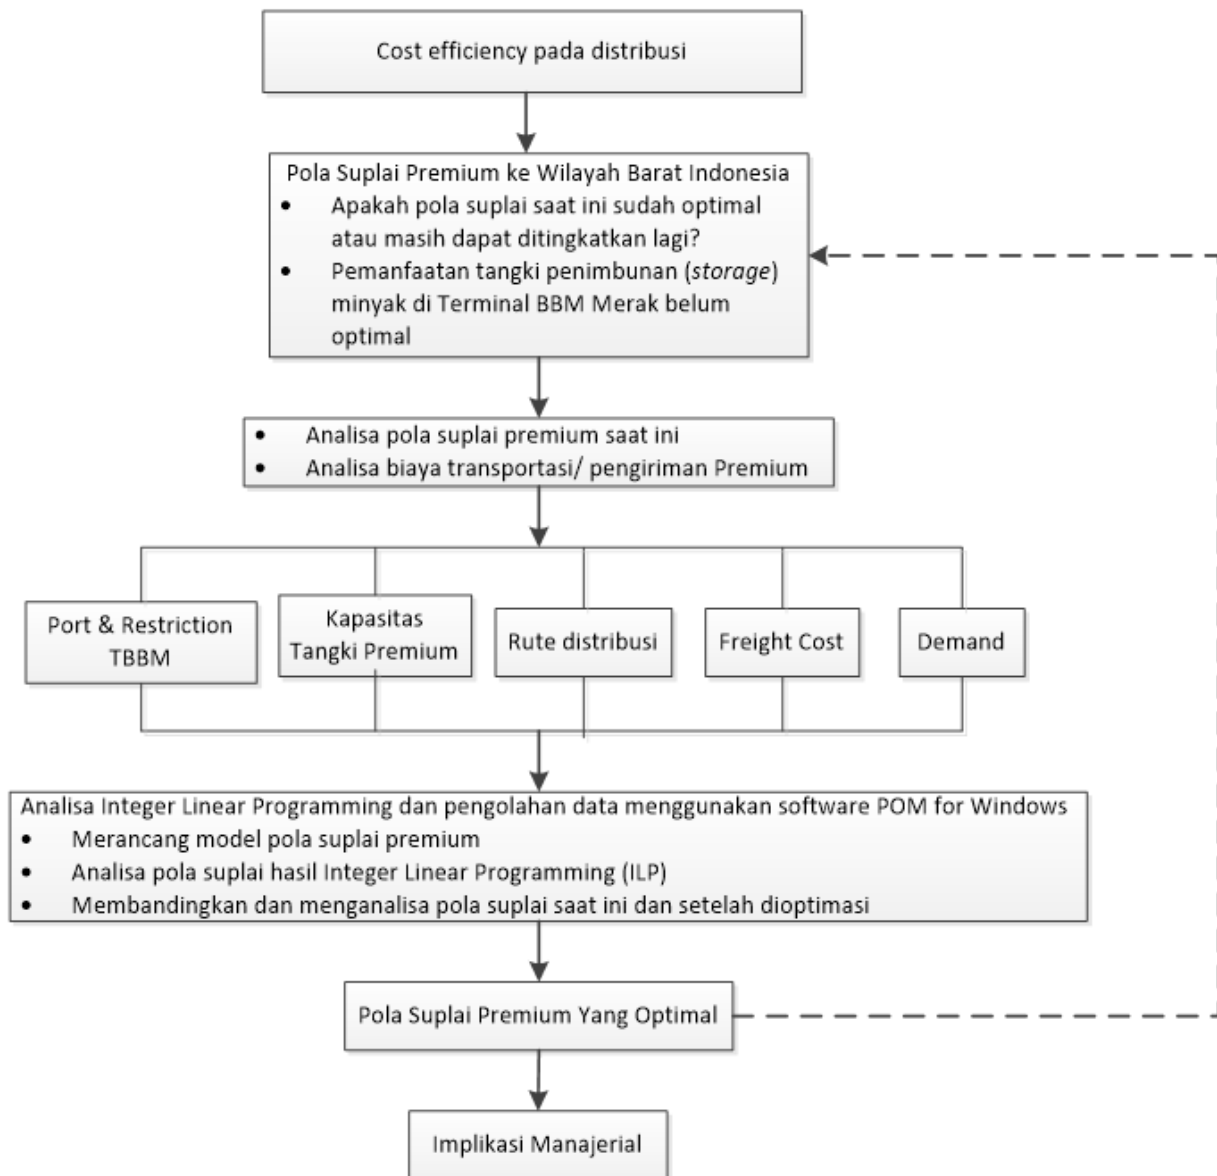 Cost efficiency pada distribusi
Pola Suplai Premium ke Wilayah Barat Indonesia
• Apakah pola suplai saat ini sudah optimal
atau masih dapat ditingkatkan lagi?
• Pemanfaatan tangki penimbunan (storage)
minyak di Terminal BBM Merak belum
optimal
• Analisa pola suplai premium saat ini
• Analisa biaya transportasi/ pengiriman Premium
Port & Restriction
TBBM
Kapasitas
Tangki Premium
Rute distribusi
Freight Cost
Demand
Analisa Integer Linear Programming dan pengolahan data menggunakan software POM for Windows
• Merancang model pola suplai premium
• Analisa pola suplai hasil Integer Linear Programming (ILP)
• Membandingkan dan menganalisa pola suplai saat ini dan setelah dioptimasi
Pola Suplai Premium Yang Optimal
Implikasi Manajerial